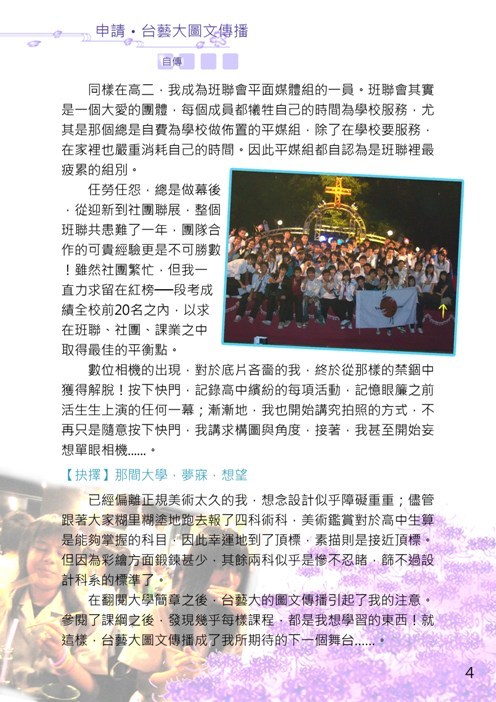 申請‧台藝大圖文傳播
自傳
同樣在高二，我成為班聯會平面媒體組的一員。班聯會其實
是一個大愛的團體，每個成員都犧牲自己的時間為學校服務，尤
其是那個總是自費為學校做佈置的平媒組，除了在學校要服務，
在家裡也嚴重消耗自己的時間。因此平媒組都自認為是班聯裡最
疲累的組別。
任勞任怨，總是做幕後
，從迎新到社團聯展，整個
班聯共患難了一年，團隊合
作的可貴經驗更是不可勝數
！雖然社團繁忙，但我一
直力求留在紅榜──段考成
績全校前20名之內，以求
在班聯、社團、課業之中
取得最佳的平衡點。
數位相機的出現，對於底片吝嗇的我，終於從那樣的禁錮中
獲得解脫！按下快門，記錄高中繽紛的每項活動，記憶眼簾之前
活生生上演的任何一幕；漸漸地，我也開始講究拍照的方式，不
再只是隨意按下快門，我講求構圖與角度，接著，我甚至開始妄
想單眼相機......。
【抉擇】那間大學，夢寐，想望
已經偏離正規美術太久的我，想念設計似乎障礙重重；儘管
跟著大家糊里糊塗地跑去報了四科術科，美術鑑賞對於高中生算
是能夠掌握的科目，因此幸運地到了頂標，素描則是接近頂標。
但因為彩繪方面鍛鍊甚少，其餘兩科似乎是慘不忍睹，篩不過設
計科系的標準了。
在翻閱大學簡章之後，台藝大的圖文傳播引起了我的注意。
參閱了課綱之後，發現幾乎每樣課程，都是我想學習的東西！就
這樣，台藝大圖文傳播成了我所期待的下一個舞台......。
4